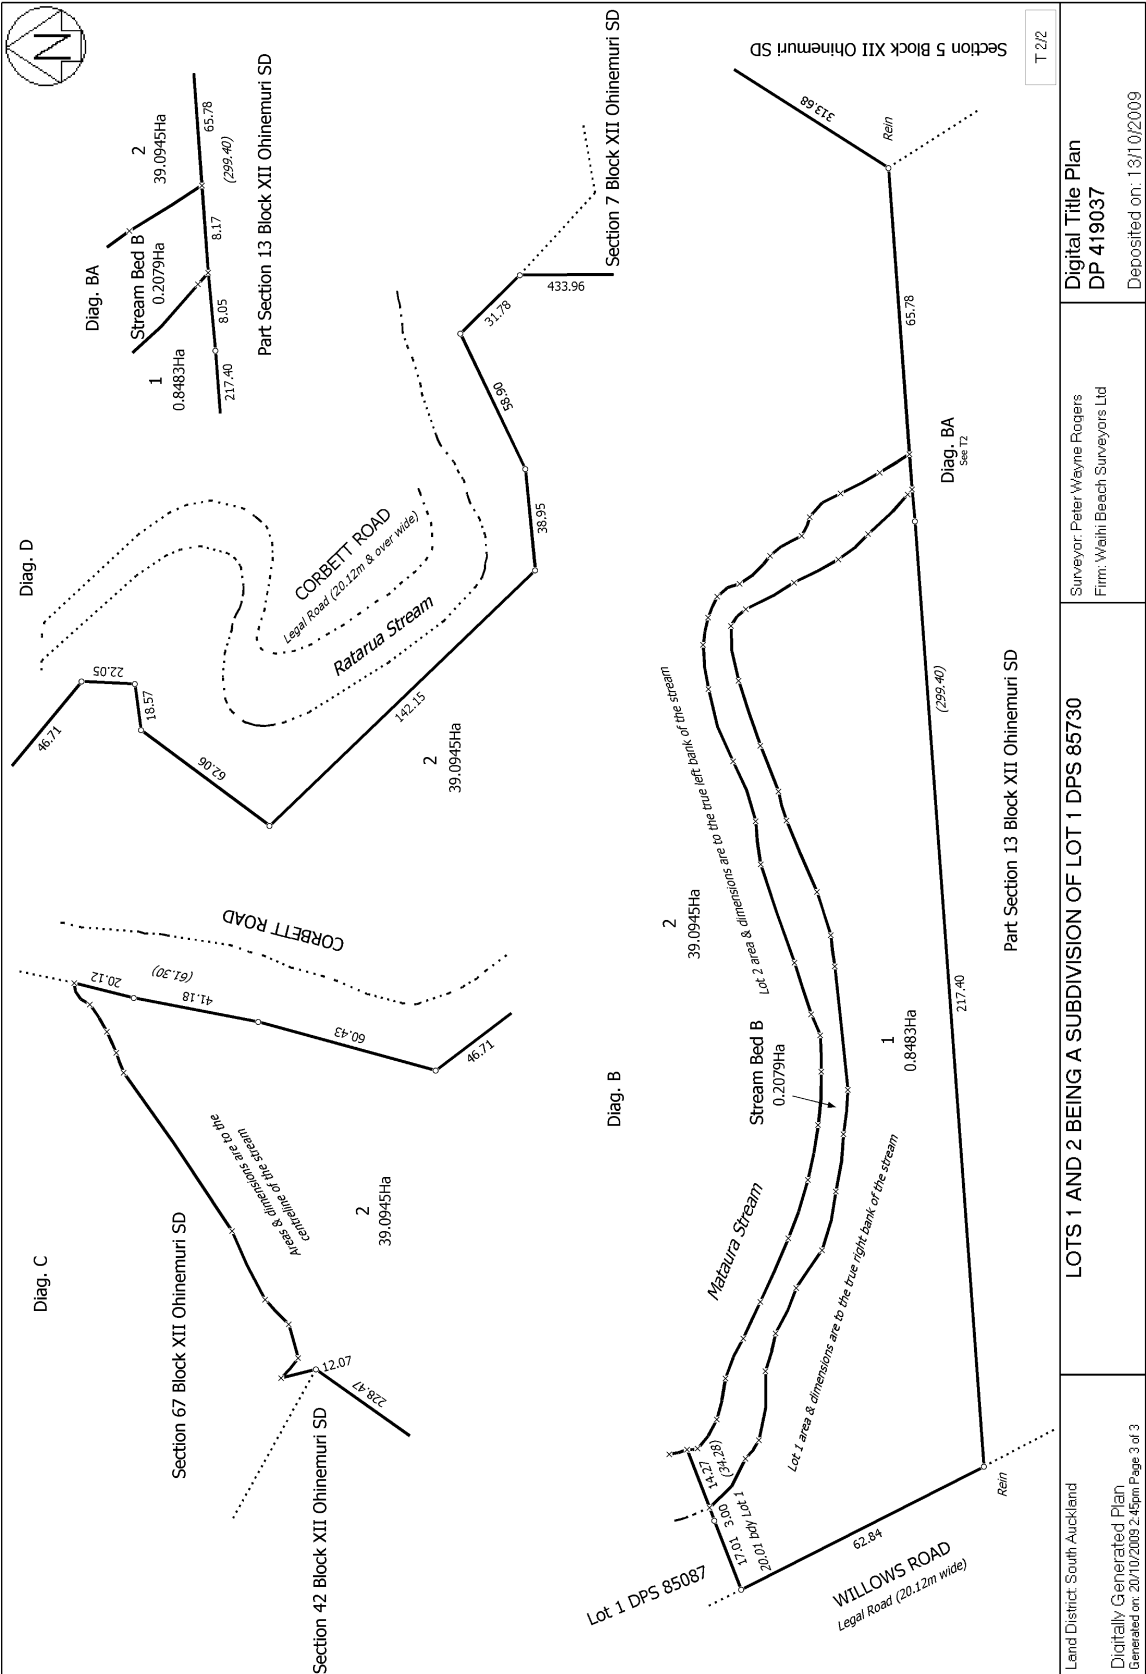 N
Diag. C
Section 67 Block XII Ohinemuri SD
Section 42 Block XII Ohinemuri SD
12.07
228.47
Areas & dimensions are to the
centreline of the stream
2
39.0945Ha
20.12
(61.30)
41.18
60.43
46.71
CORBETT ROAD
Diag. D
46.71
22.05
18.57
62.06
142.15
38.95
58.90
31.78
433.96
CORBETT ROAD
Legal Road (20.12m & over wide)
Ratarua Stream
2
39.0945Ha
Section 7 Block XII Ohinemuri SD
Diag. BA
1
0.8483Ha
Stream Bed B
0.2079Ha
2
39.0945Ha
217.40
8.05
8.17
65.78
(299.40)
Part Section 13 Block XII Ohinemuri SD
Diag. B
Lot 1 DPS 85087
17.01
3.00
14.27
(34.28)
20.01 bdy Lot 1
62.84
WILLOWS ROAD
Legal Road (20.12m wide)
Rein
Mataura Stream
Stream Bed B
0.2079Ha
2
39.0945Ha
Lot 2 area & dimensions are to the true left bank of the stream
Lot 1 area & dimensions are to the true right bank of the stream
1
0.8483Ha
217.40
(299.40)
Part Section 13 Block XII Ohinemuri SD
Diag. BA
See T2
65.78
Rein
313.68
Section 5 Block XII Ohinemuri SD
T 2/2
Land District: South Auckland
Digitally Generated Plan
Generated on: 20/10/2009 2:45pm Page 3 of 3
LOTS 1 AND 2 BEING A SUBDIVISION OF LOT 1 DPS 85730
Surveyor: Peter Wayne Rogers
Firm: Waihi Beach Surveyors Ltd
Digital Title Plan
DP 419037
Deposited on: 13/10/2009